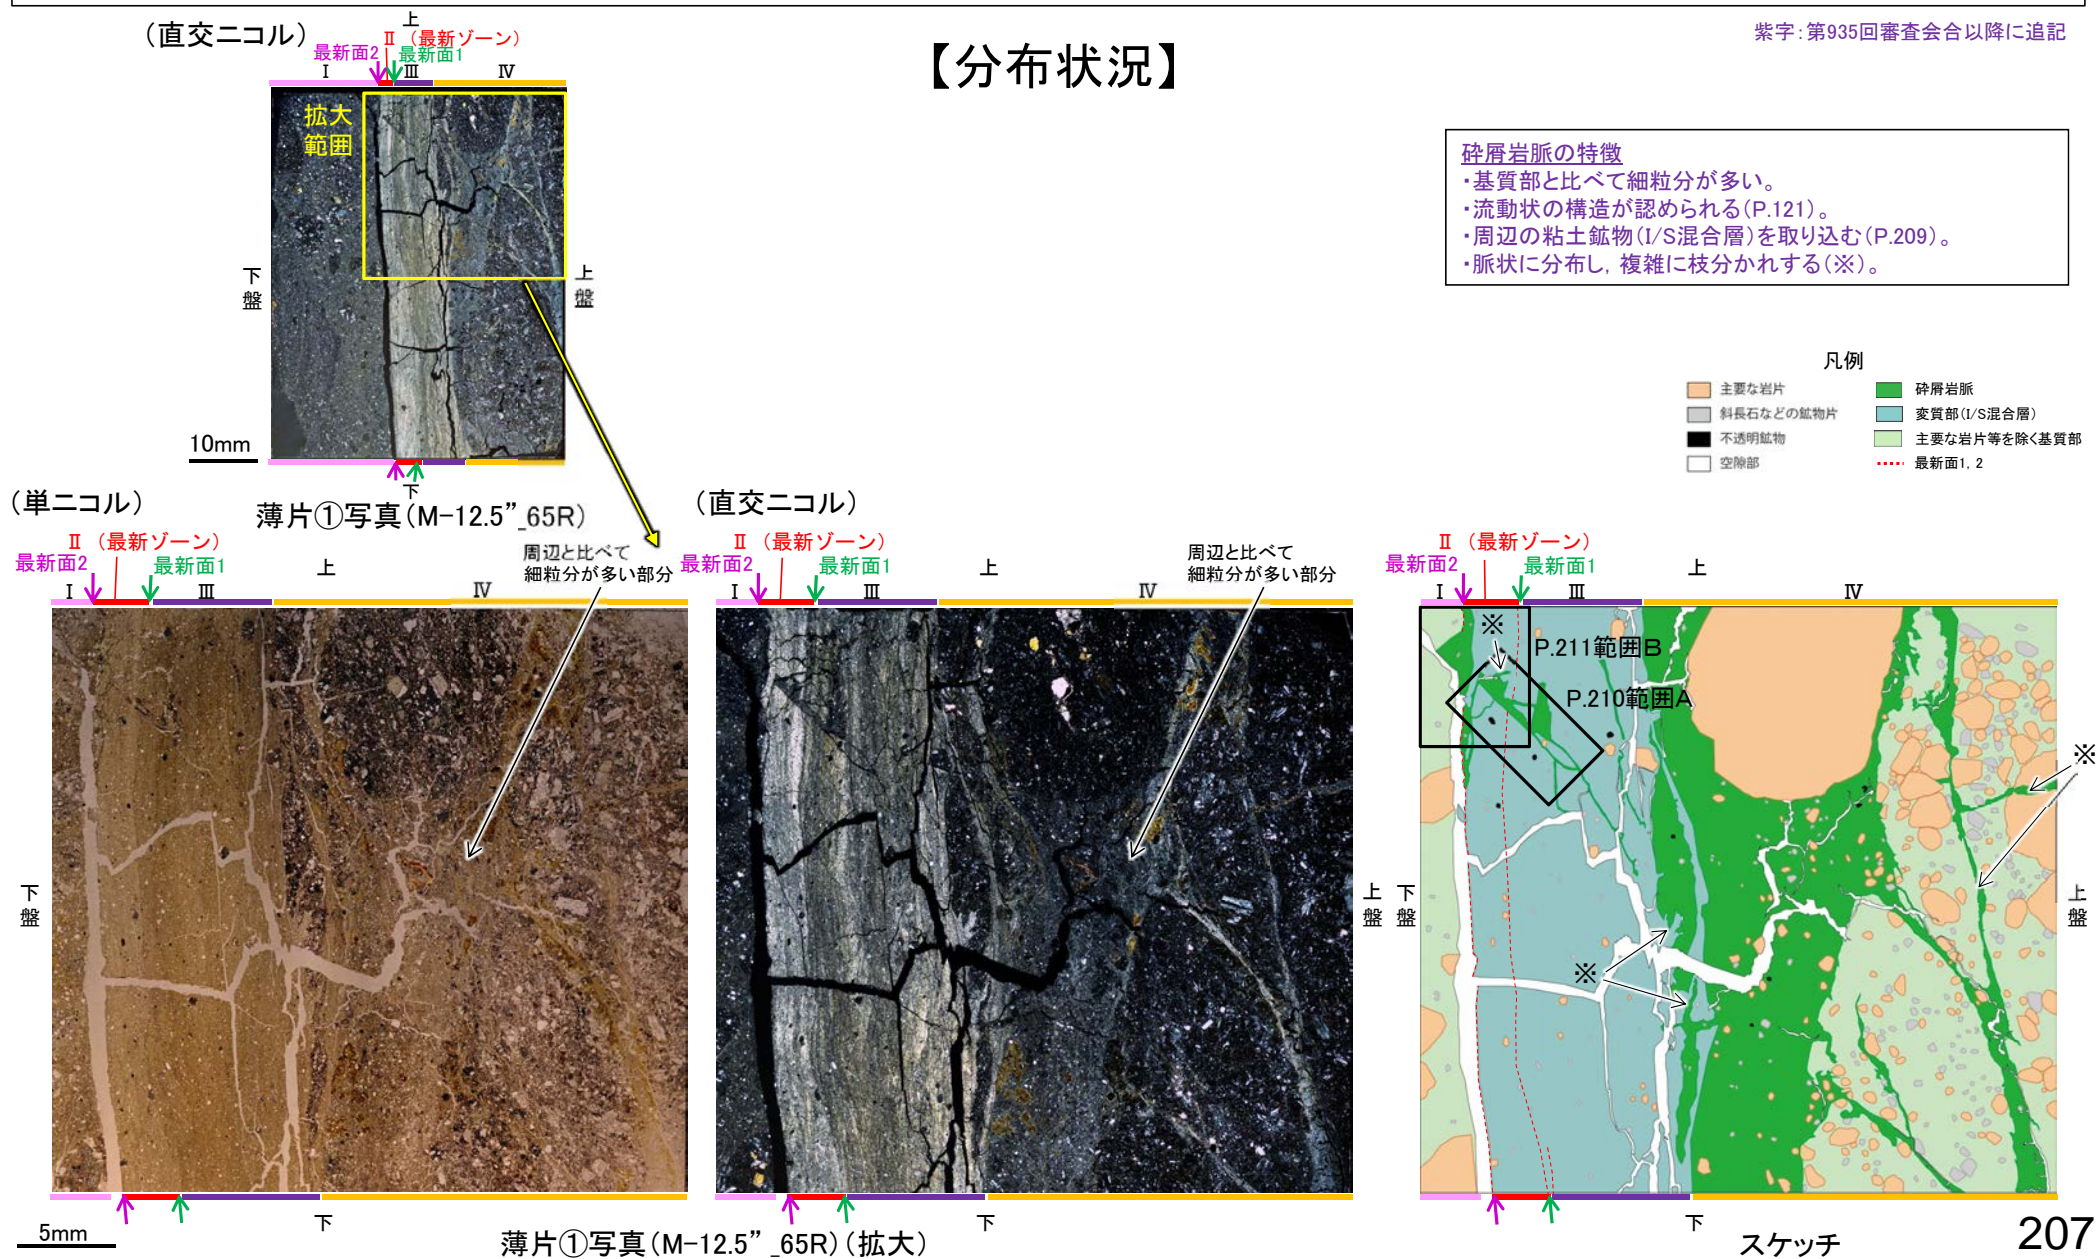 紫字：第935回審査会合以降に追記
【分布状況】
(直交ニコル)
上
最新面2
Ⅱ （最新ゾーン）
最新面1
Ⅰ
Ⅲ
Ⅳ
拡大
範囲
下盤
上盤
10mm
下
薄片①写真(M−12.5”_65R)
砕屑岩脈の特徴
・基質部と比べて細粒分が多い。
・流動状の構造が認められる(P.121)。
・周辺の粘土鉱物(I/S混合層)を取り込む(P.209)。
・脈状に分布し，複雑に枝分かれする(※)。
凡例
主要な岩片
斜長石などの鉱物片
不透明鉱物
空隙部
砕屑岩脈
変質部(I/S混合層)
主要な岩片等を除く基質部
最新面1，2
(単ニコル)
Ⅱ （最新ゾーン）
最新面2
最新面1
上
Ⅰ
Ⅲ
Ⅳ
周辺と比べて
細粒分が多い部分
下盤
下
5mm
(直交ニコル)
Ⅱ （最新ゾーン）
最新面2
最新面1
上
Ⅰ
Ⅲ
Ⅳ
周辺と比べて
細粒分が多い部分
上盤
下
薄片①写真(M−12.5”_65R)(拡大)
Ⅱ （最新ゾーン）
最新面2
最新面1
上
Ⅰ
Ⅲ
Ⅳ
※
P.211範囲B
P.210範囲A
※
※
下盤
上盤
下
スケッチ
207